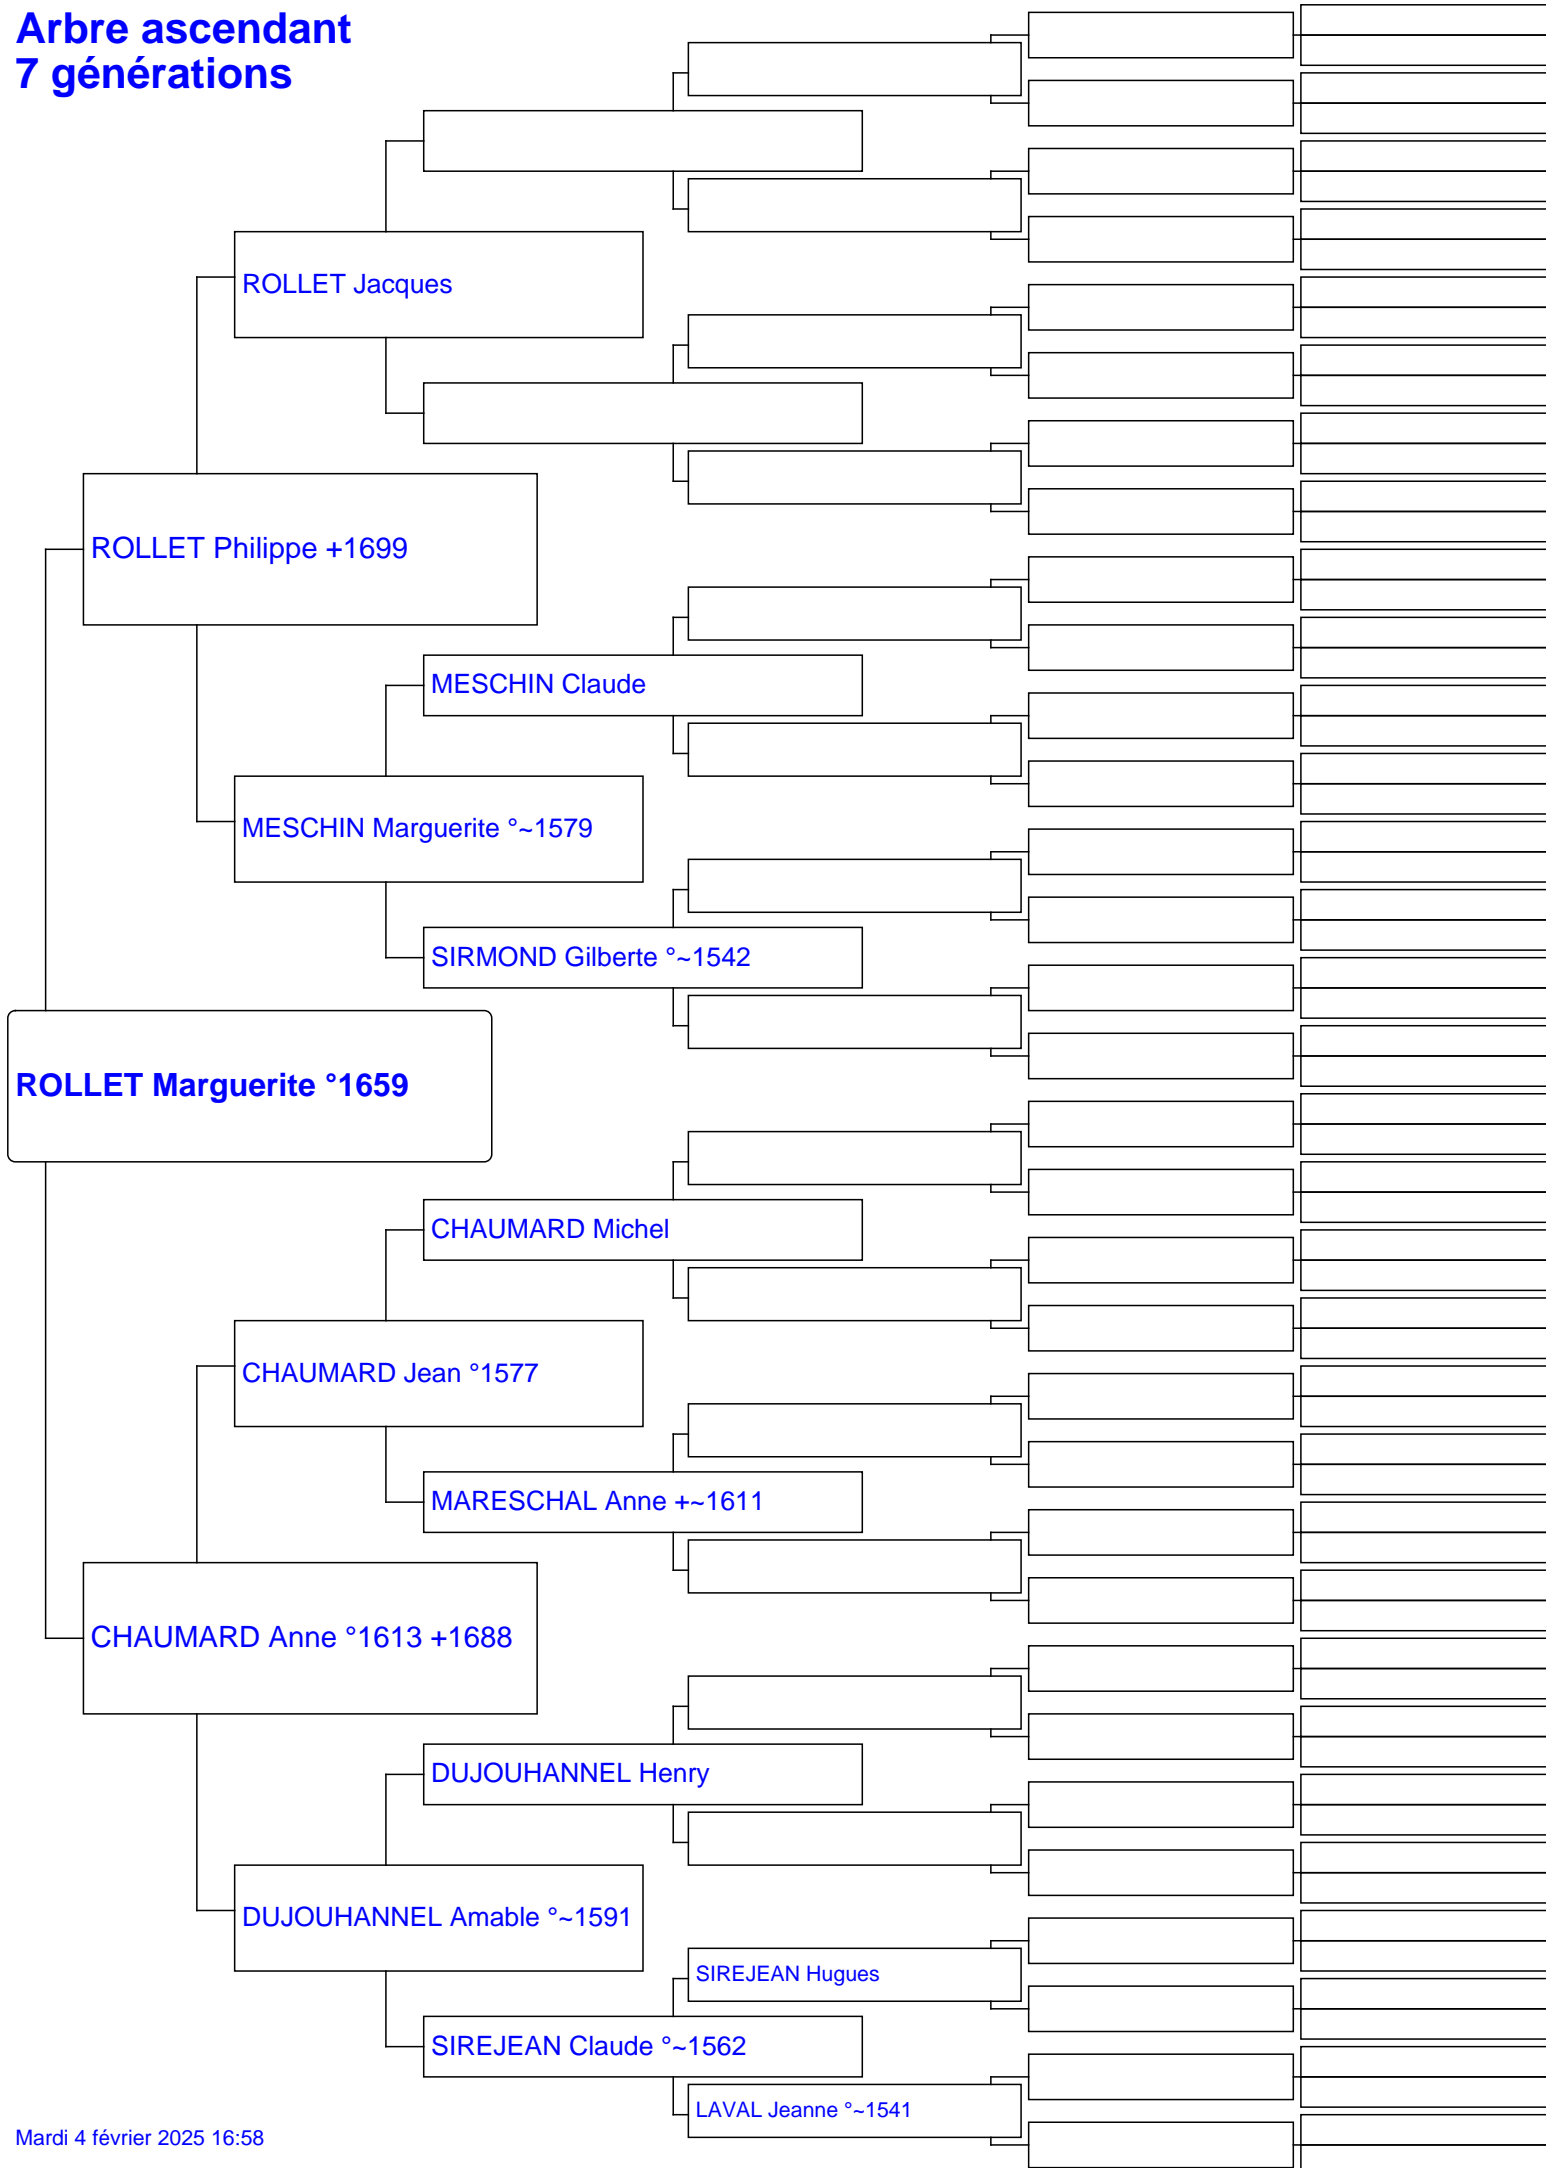 Arbre ascendant
7 générations
ROLLET Jacques
ROLLET Philippe +1699
MESCHIN Claude
MESCHIN Marguerite °~1579
SIRMOND Gilberte °~1542
ROLLET Marguerite °1659
CHAUMARD Michel
CHAUMARD Jean °1577
MARESCHAL Anne +~1611
CHAUMARD Anne °1613 +1688
DUJOUHANNEL Henry
DUJOUHANNEL Amable °~1591
SIREJEAN Hugues
SIREJEAN Claude °~1562
LAVAL Jeanne °~1541
Mardi 4 février 2025 16:58